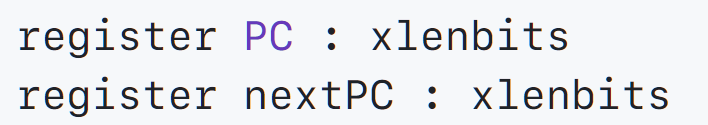 register PC : xlenbits
register nextPC : xlenbits